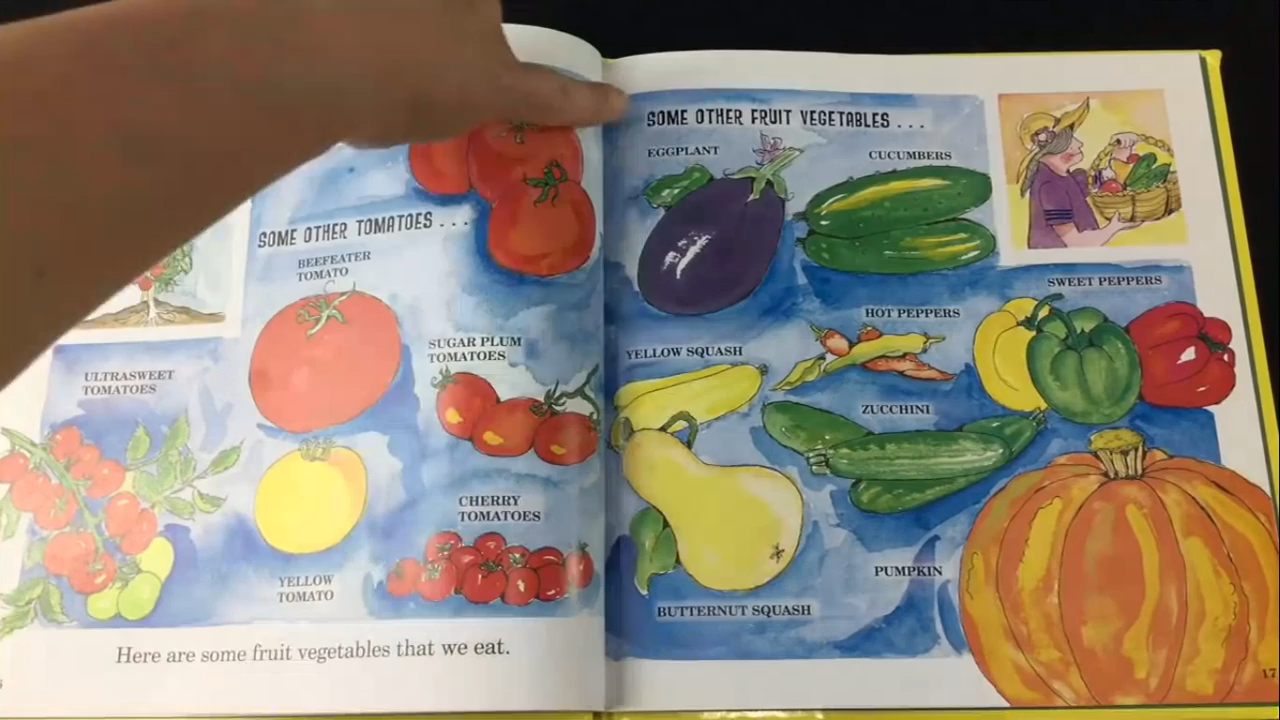 SOME OTHER TOMATOES . . .
BEEFEATER
TOMATO
SUGAR PLUM
TOMATOES
ULTRASWEET
TOMATOES
CHERRY
TOMATOES
YELLOW
TOMATO
Here are some fruit vegetables that we eat.
SOME OTHER FRUIT VEGETABLES . . .
EGGPLANT
CUCUMBERS
SWEET PEPPERS
HOT PEPPERS
YELLOW SQUASH
ZUCCHINI
PUMPKIN
BUTTERNUT SQUASH
17